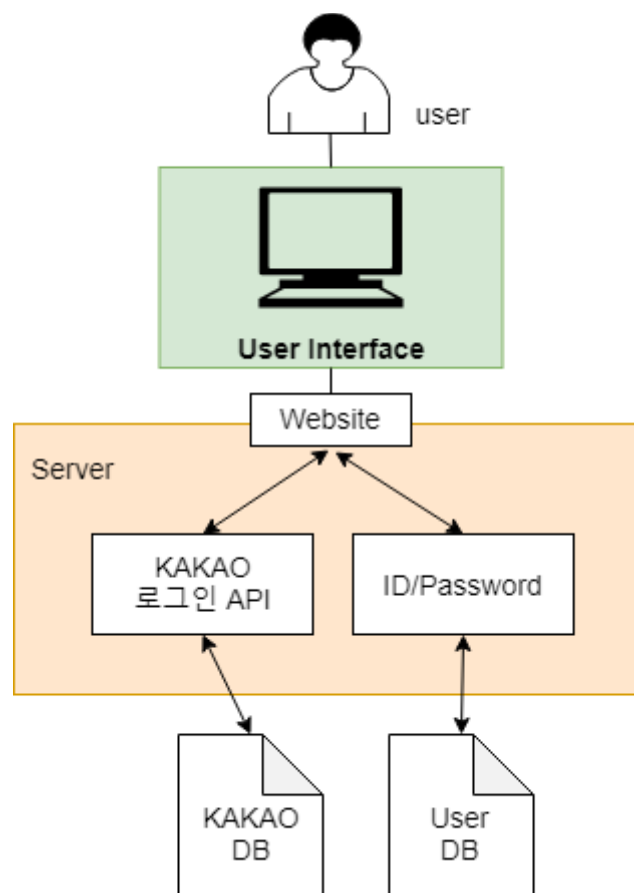 user
User Interface
Website
Server
KAKAO
로그인 API
ID/Password
KAKAO
DB
User
DB